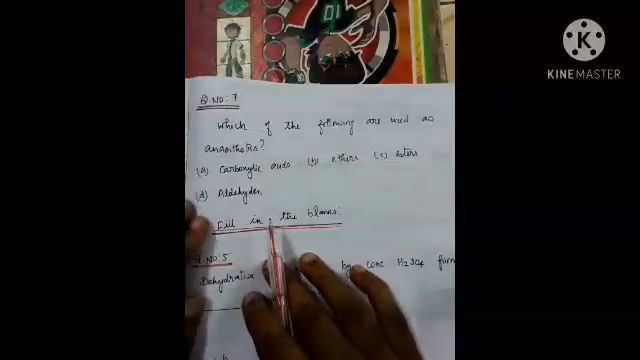 KINEMASTER
Q.NO:7
Which of the following are used as
anaesthetics?
(a) Carboxylic acids (b) ethers (c) esters
(d) Aldehydes.
Fill in the blanks:
Q.NO:5
Dehydration by conc H2SO4 form